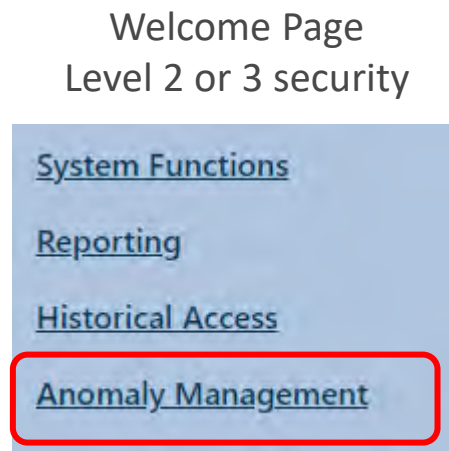 Welcome Page
Level 2 or 3 security
System Functions
Reporting
Historical Access
Anomaly Management